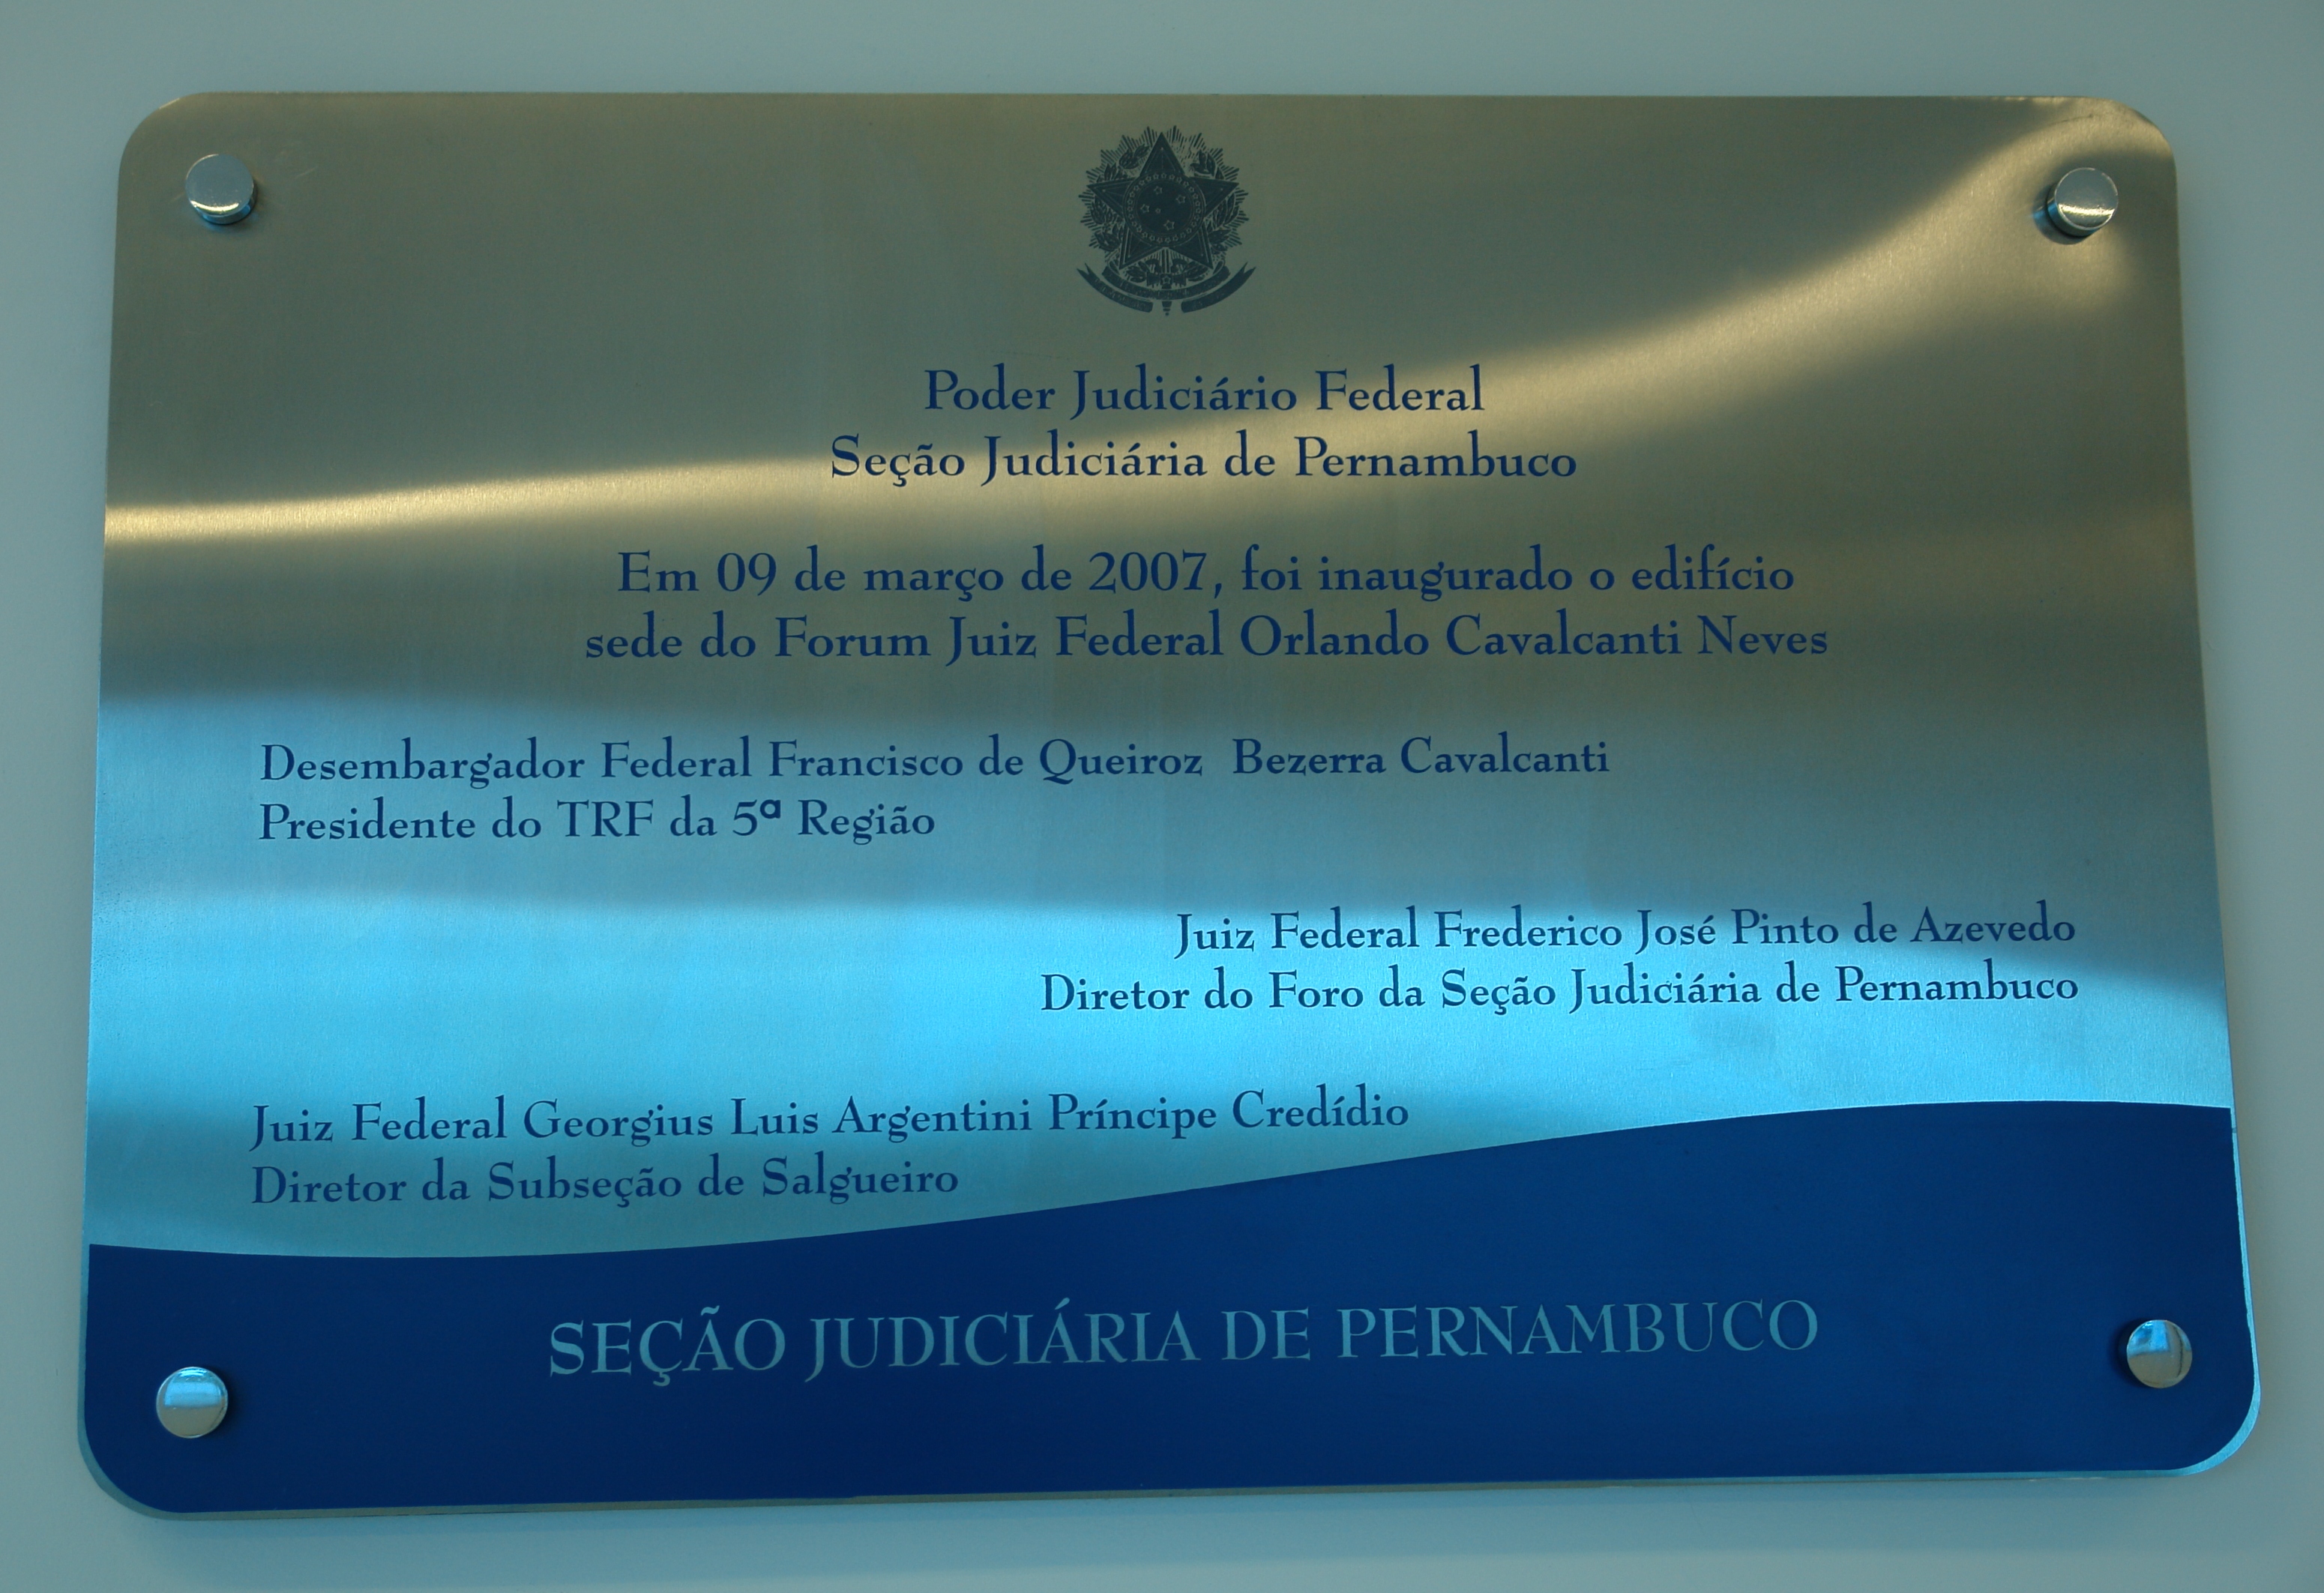 Poder Judiciário Federal
Seção Judiciária de Pernambuco
Em 09 de março de 2007, foi inaugurado o edifício
sede do Forum Juiz Federal Orlando Cavalcanti Neves
Desembargador Federal Francisco de Queiroz Bezerra Cavalcanti
Presidente do TRF da 5ª Região
Juiz Federal Frederico José Pinto de Azevedo
Diretor do Foro da Seção Judiciária de Pernambuco
Juiz Federal Georgius Luis Argentini Príncipe Credídio
Diretor da Subseção de Salgueiro
SEÇÃO JUDICIÁRIA DE PERNAMBUCO